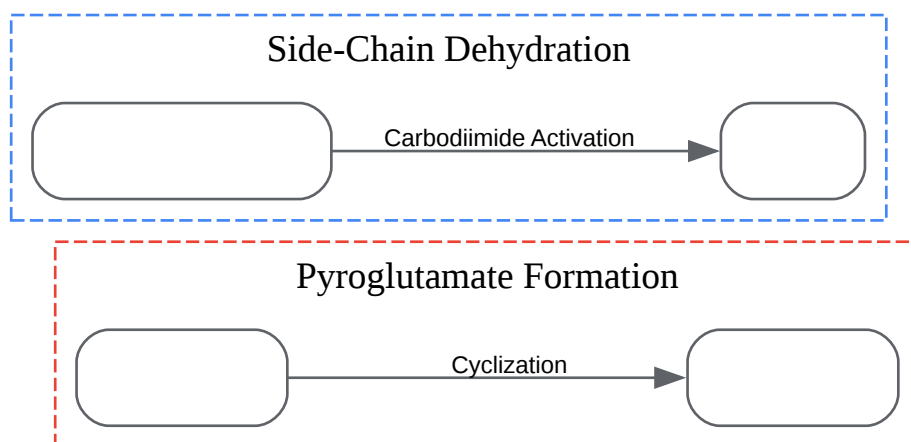 Side-Chain Dehydration
Carbodiimide Activation
Pyroglutamate Formation
Cyclization